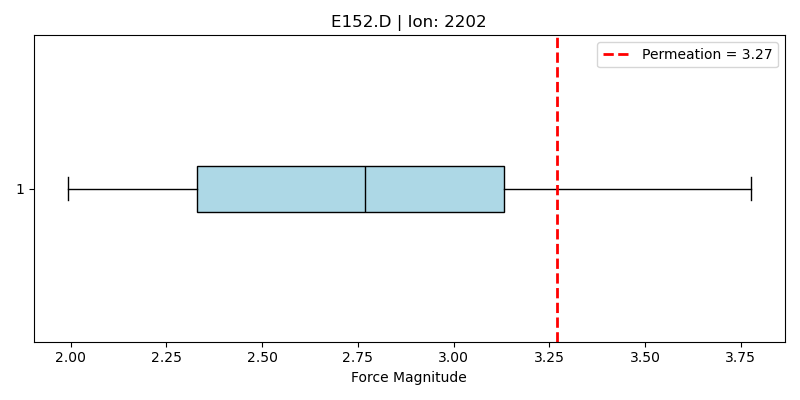 E152.D | Ion: 2202
Permeation = 3.27
1
2.00 2.25 2.50 2.75 3.00 3.25 3.50 3.75
Force Magnitude